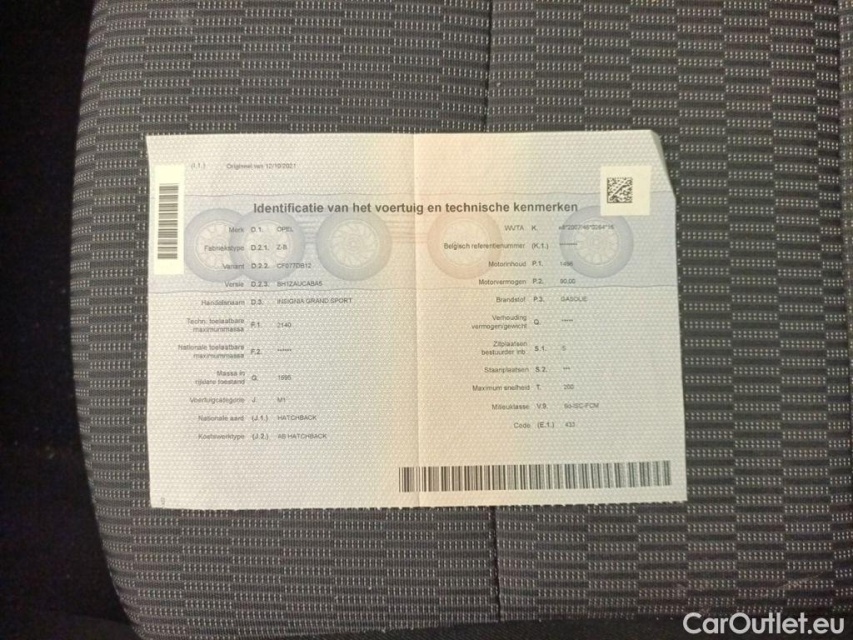 (I.1.) Origineel van 12/10/2021
Identificatie van het voertuig en technische kenmerken
Merk D.1. OPEL
Fabriekstype D.2.1. Z-B
Variant D.2.2.
Versie D.2.3.
Handelsnaam D.3. INSIGNIA GRAND SPORT
Techn. toelaatbare
maximummassa F.1. 2140
Nationale toelaatbare
maximummassa F.2. ------
Massa in
rijklare toestand G.
Voertuigcategorie J. M1
Nationale aard (J.1.) HATCHBACK
Koetswerktype (J.2.) AB HATCHBACK
WVTA K.
Belgisch referentienummer (K.1.) ------
Motorinhoud P.1.
Motorvermogen P.2. 90,00
Brandstof P.3.
Verhouding
vermogen/gewicht Q. ----
Zitplaatsen
bestuurder inb. S.1. 5
Staanplaatsen S.2. ---
Maximum snelheid T.
Milieuklasse V.9.
Code (E.1.) 433
CarOutlet.eu